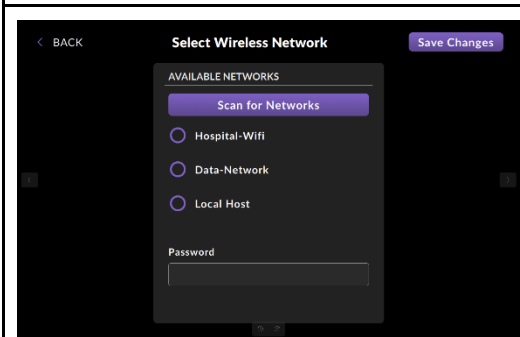 BACK Select Wireless Network Save Changes
AVAILABLE NETWORKS
Scan for Networks
Hospital-Wifi
Data-Network
Local Host
Password